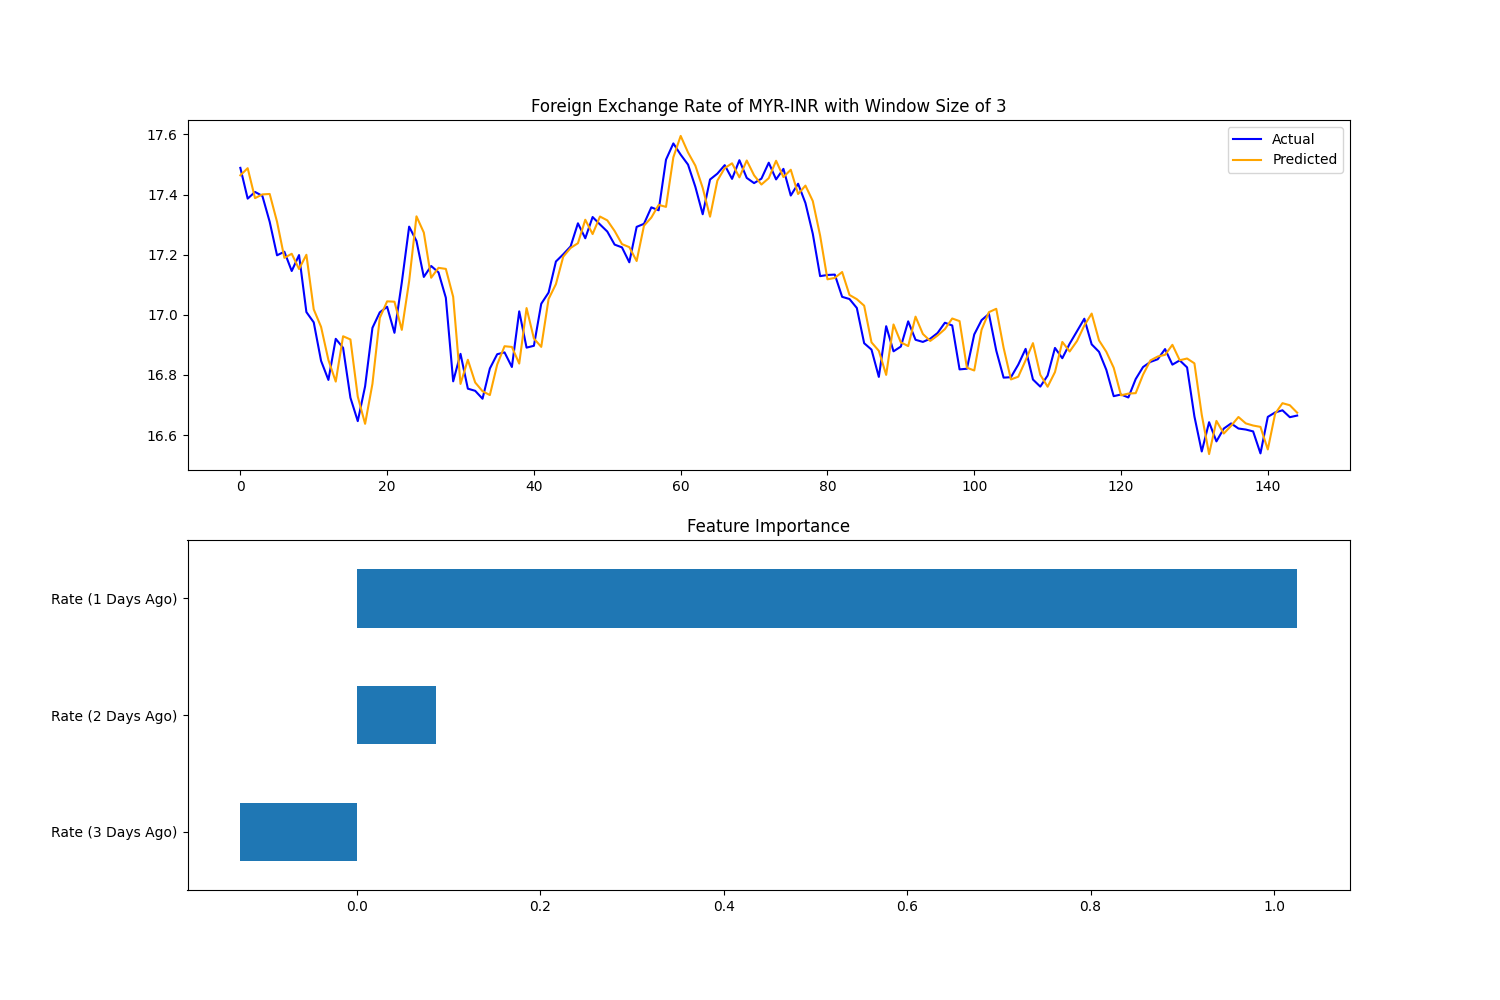 Foreign Exchange Rate of MYR-INR with Window Size of 3
17.6
17.4
17.2
17.0
16.8
16.6
Actual
Predicted
0 20 40 60 80 100 120 140
Feature Importance
Rate (1 Days Ago)
Rate (2 Days Ago)
Rate (3 Days Ago)
0.0 0.2 0.4 0.6 0.8 1.0